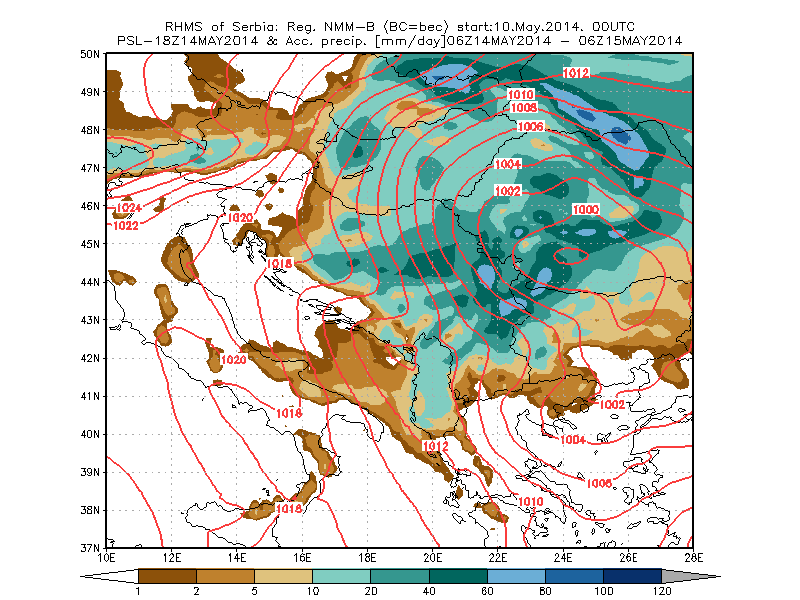 RHMS of Serbia: Reg. NMM-B (BC=bec) start:10.May.2014. 00UTC
PSL-18Z14MAY2014 & Acc. precip. [mm/day]06Z14MAY2014 - 06Z15MAY2014
50N
1012
49N
1010
1008
48N
1006
47N
1004
1002
46N
1024
1000
1020
1022
45N
1018
44N
43N
42N
1020
41N
1002
1018
40N
1004
1012
39N
1006
1010
38N
1016
37N
10E 12E 14E 16E 18E 20E 22E 24E 26E 28E
1 2 5 10 20 40 60 80 100 120